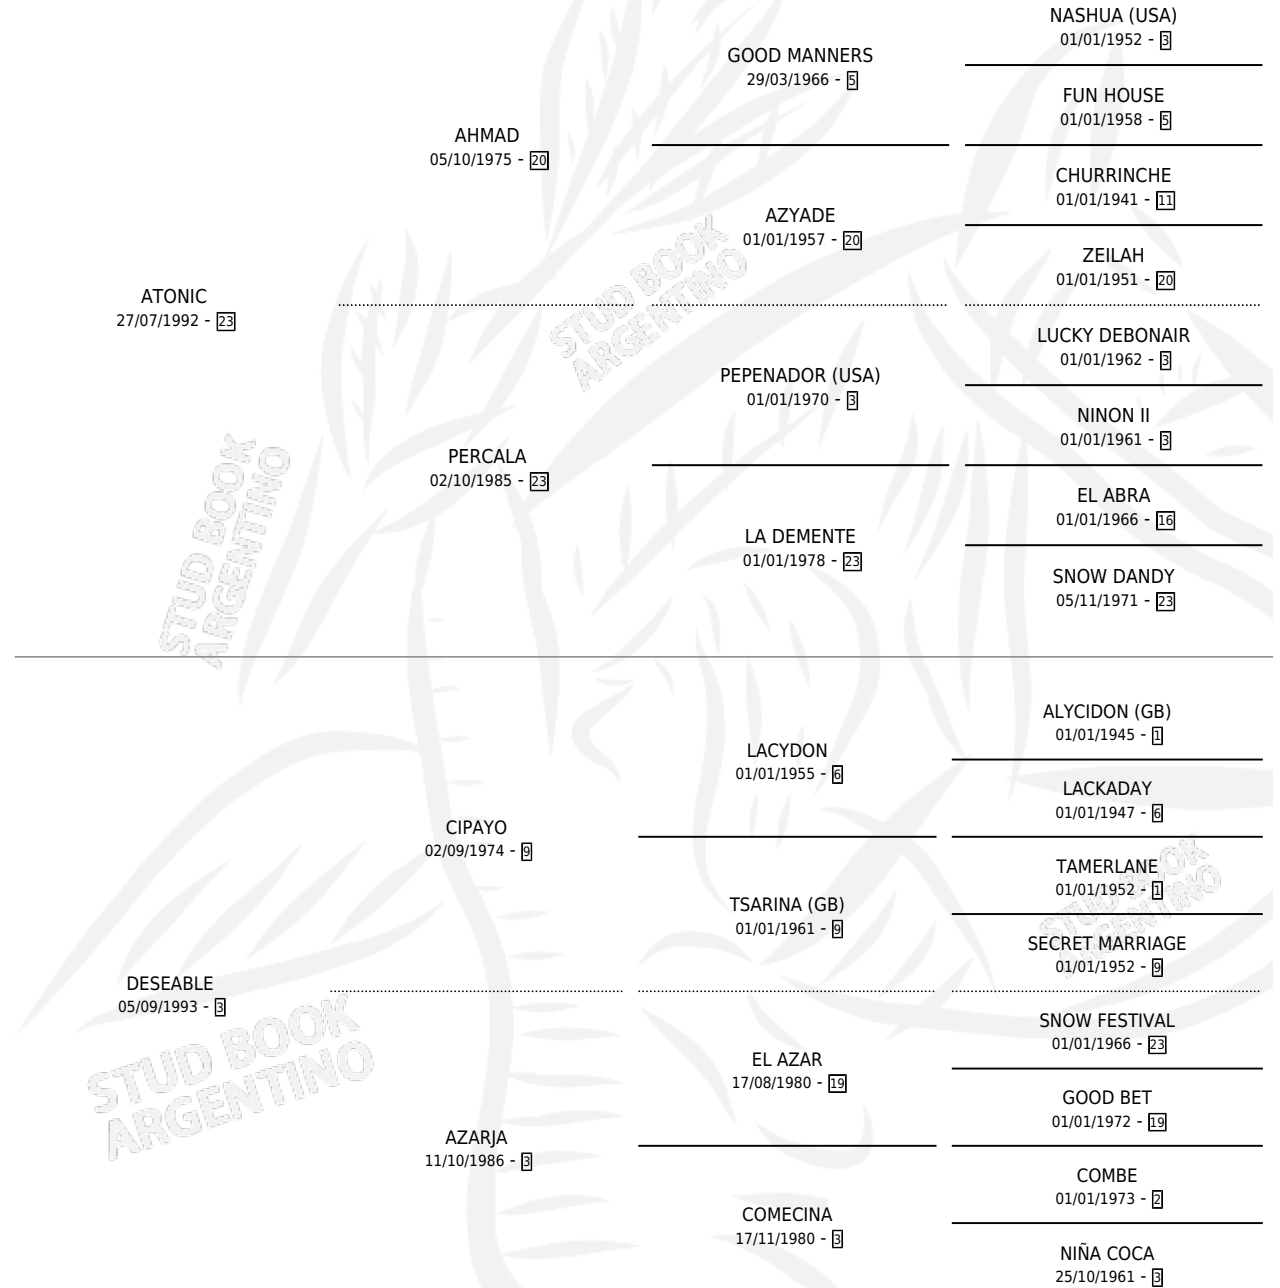 NASHUA (USA)
01/01/1952 - 3
GOOD MANNERS
29/03/1966 - 5
FUN HOUSE
01/01/1958 - 5
AHMAD
05/10/1975 - 20
CHURRINCHE
01/01/1941 - 11
AZYADE
01/01/1957 - 20
ZEILAH
01/01/1951 - 20
ATONIC
27/07/1992 - 23
LUCKY DEBONAIR
01/01/1962 - 3
PEPENADOR (USA)
01/01/1970 - 3
NINON II
01/01/1961 - 3
PERCALA
02/10/1985 - 23
EL ABRA
01/01/1966 - 16
LA DEMENTE
01/01/1978 - 23
SNOW DANDY
05/11/1971 - 23
STUD BOOK
ARGENTINO
STUD BOOK
ARGENTINO
ALYCIDON (GB)
01/01/1945 - 1
LACYDON
01/01/1955 - 6
LACKADAY
01/01/1947 - 6
CIPAYO
02/09/1974 - 9
TAMERLANE
01/01/1952 - 1
TSARINA (GB)
01/01/1961 - 9
SECRET MARRIAGE
01/01/1952 - 9
DESEABLE
05/09/1993 - 3
SNOW FESTIVAL
01/01/1966 - 23
EL AZAR
17/08/1980 - 19
GOOD BET
01/01/1972 - 19
AZARJA
11/10/1986 - 3
COMBE
01/01/1973 - 2
COMECINA
17/11/1980 - 3
NIÑA COCA
25/10/1961 - 3
STUD BOOK
ARGENTINO
STUD BOOK
ARGENTINO